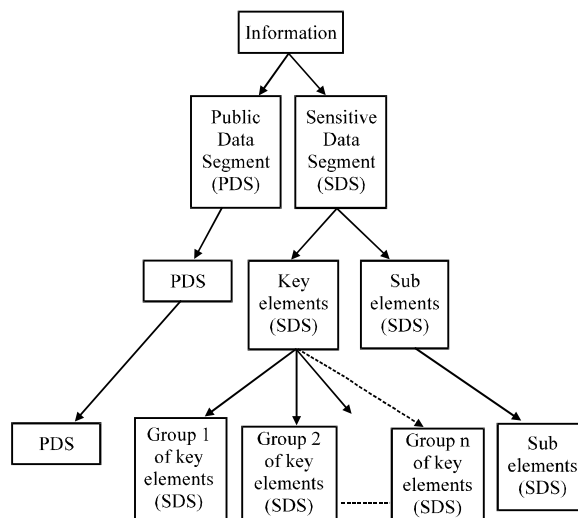 Information
Public
Data
Segment
(PDS)
Sensitive
Data
Segment
(SDS)
PDS
Key
elements
(SDS)
Sub
elements
(SDS)
PDS
Group 1
of key
elements
(SDS)
Group 2
of key
elements
(SDS)
Group n
of key
elements
(SDS)
Sub
elements
(SDS)